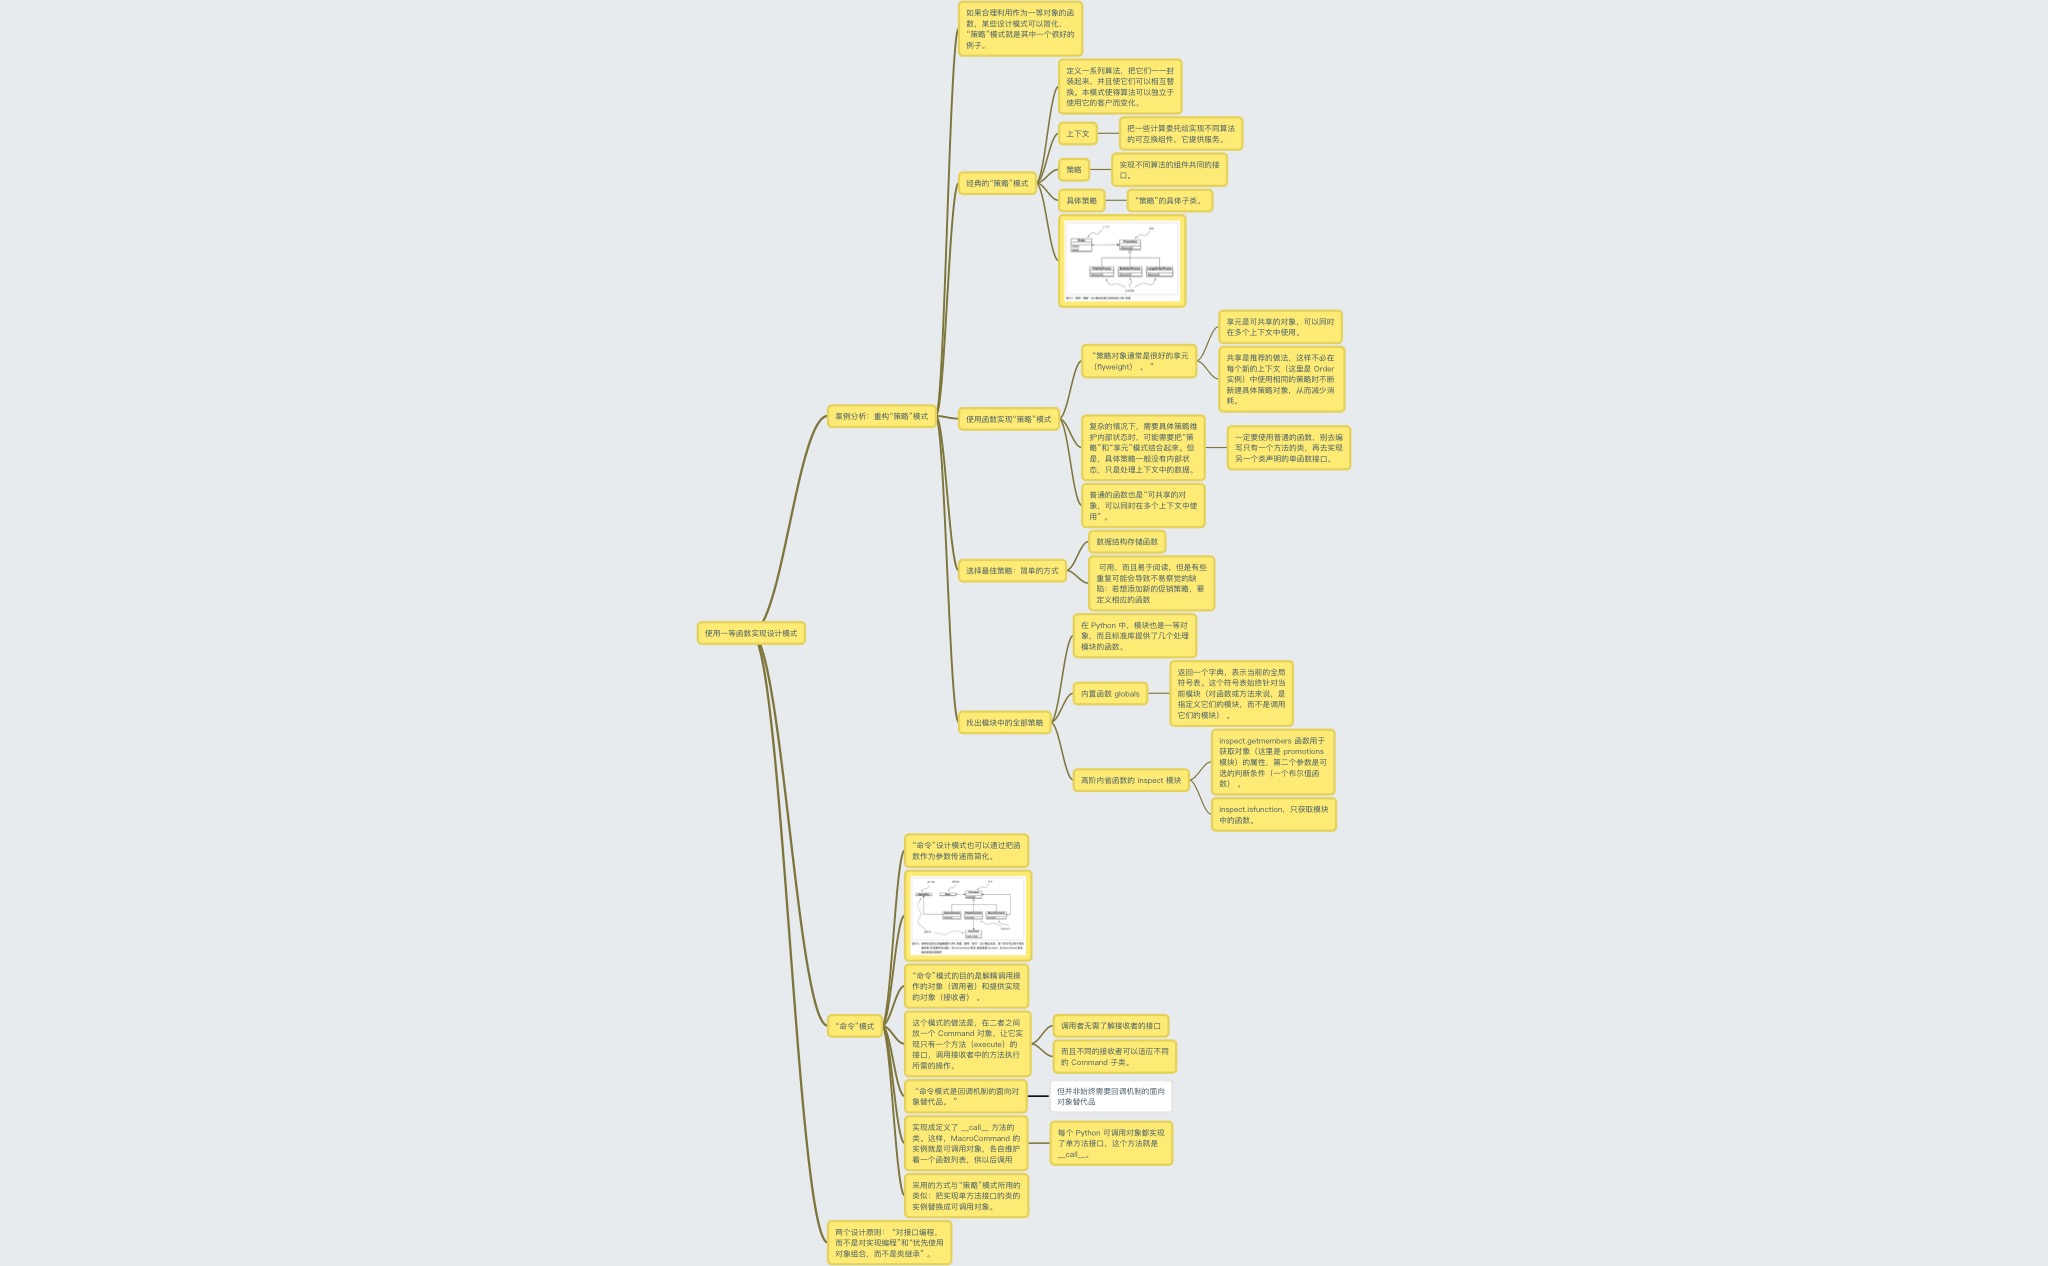 如果合理利用作为一等对象的函
数，某些设计模式可以简化，
“策略”模式就是其中一个很好的
例子。
定义一系列算法，把它们一一封
装起来，并且使它们可以相互替
换。本模式使得算法可以独立于
使用它的客户而变化。
上下文
把一些计算委托给实现不同算法
的可互换组件，它提供服务。
策略
实现不同算法的组件共同的接
口。
经典的“策略”模式
具体策略
“策略”的具体子类。
享元是可共享的对象，可以同时
在多个上下文中使用。
“策略对象通常是很好的享元
（flyweight） 。 ”
共享是推荐的做法，这样不必在
每个新的上下文（这里是 Order
实例）中使用相同的策略时不断
新建具体策略对象，从而减少消
耗。
案例分析：重构“策略”模式
使用函数实现“策略”模式
复杂的情况下，需要具体策略维
护内部状态时，可能需要把“策
略”和“享元”模式结合起来。但
是，具体策略一般没有内部状
态，只是处理上下文中的数据。
一定要使用普通的函数，别去编
写只有一个方法的类，再去实现
另一个类声明的单函数接口。
普通的函数也是“可共享的对
象，可以同时在多个上下文中使
用” 。
数据结构存储函数
选择最佳策略：简单的方式
可用，而且易于阅读，但是有些
重复可能会导致不易察觉的缺
陷：若想添加新的促销策略，要
定义相应的函数
使用一等函数实现设计模式
在 Python 中，模块也是一等对
象，而且标准库提供了几个处理
模块的函数。
内置函数 globals
返回一个字典，表示当前的全局
符号表。这个符号表始终针对当
前模块（对函数或方法来说，是
指定义它们的模块，而不是调用
它们的模块） 。
找出模块中的全部策略
inspect.getmembers 函数用于
获取对象（这里是 promotions
模块）的属性，第二个参数是可
选的判断条件（一个布尔值函
数） 。
高阶内省函数的 inspect 模块
inspect.isfunction，只获取模块
中的函数。
“命令”设计模式也可以通过把函
数作为参数传递而简化。
“命令”模式的目的是解耦调用操
作的对象（调用者）和提供实现
的对象（接收者） 。
“命令”模式
这个模式的做法是，在二者之间
放一个 Command 对象，让它实
现只有一个方法（execute）的
接口，调用接收者中的方法执行
所需的操作。
调用者无需了解接收者的接口
而且不同的接收者可以适应不同
的 Command 子类。
“命令模式是回调机制的面向对
象替代品。 ”
但并非始终需要回调机制的面向
对象替代品
实现成定义了 __call__ 方法的
类。这样，MacroCommand 的
实例就是可调用对象，各自维护
着一个函数列表，供以后调用
每个 Python 可调用对象都实现
了单方法接口，这个方法就是
__call__。
采用的方式与“策略”模式所用的
类似：把实现单方法接口的类的
实例替换成可调用对象。
两个设计原则： “对接口编程，
而不是对实现编程”和“优先使用
对象组合，而不是类继承” 。